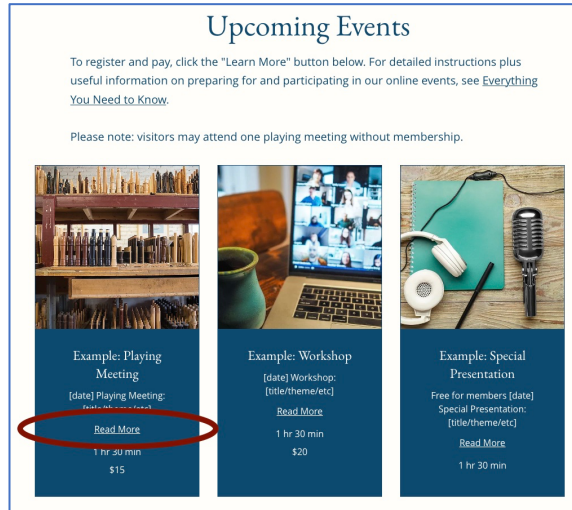 Upcoming Events
To register and pay, click the "Learn More" button below. For detailed instructions plus
useful information on preparing for and participating in our online events, see Everything
You Need to Know.
Please note: visitors may attend one playing meeting without membership.
Example: Playing
Meeting
[date] Playing Meeting:
[title/theme/etc]
Read More
1 hr 30 min
$15
Example: Workshop
[date] Workshop:
[title/theme/etc]
Read More
1 hr 30 min
$20
Example: Special
Presentation
Free for members [date]
Special Presentation:
[title/theme/etc]
Read More
1 hr 30 min